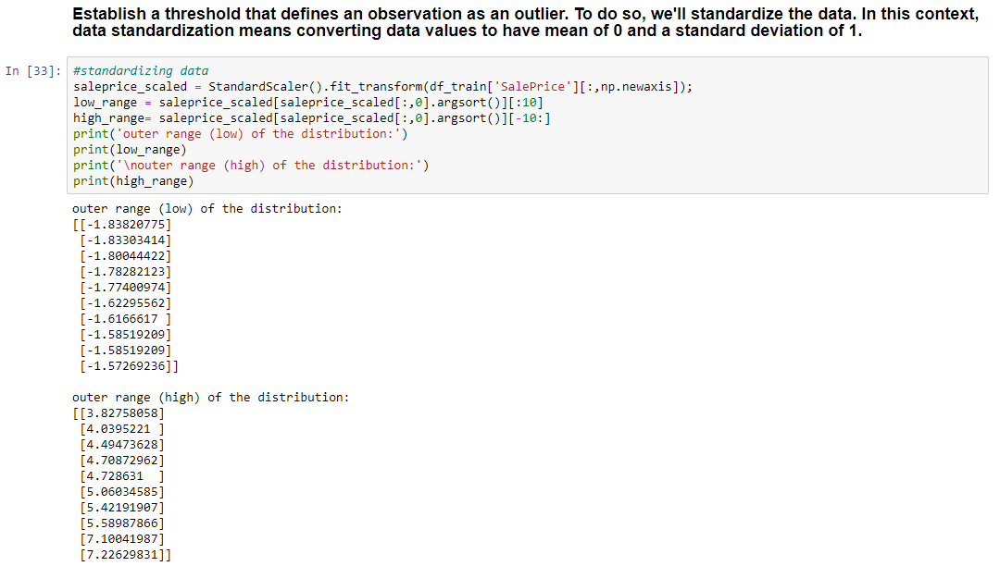 Establish a threshold that defines an observation as an outlier. To do so, we'll standardize the data. In this context,
data standardization means converting data values to have mean of 0 and a standard deviation of 1.
In [33]:
#standardizing data
saleprice_scaled = StandardScaler().fit_transform(df_train['SalePrice'][:,np.newaxis]);
low_range = saleprice_scaled[saleprice_scaled[:,0].argsort()][:10]
high_range= saleprice_scaled[saleprice_scaled[:,0].argsort()][-10:]
print('outer range (low) of the distribution:')
print(low_range)
print('\nouter range (high) of the distribution:')
print(high_range)
outer range (low) of the distribution:
[[-1.83820775]
 [-1.83303414]
 [-1.80044422]
 [-1.78282123]
 [-1.77400974]
 [-1.62295562]
 [-1.6166617 ]
 [-1.58519209]
 [-1.58519209]
 [-1.57269236]]
outer range (high) of the distribution:
[[3.82758058]
 [4.0395221 ]
 [4.49473628]
 [4.70872962]
 [4.728631  ]
 [5.06034585]
 [5.42191907]
 [5.58987866]
 [7.10041987]
 [7.22629831]]